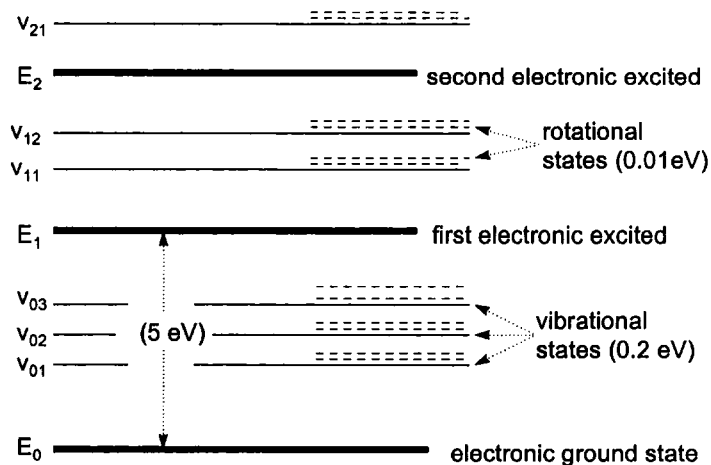 v21
E2 second electronic excited
v12 rotational
states (0.01eV)
v11
E1 first electronic excited
v03
(5 eV) vibrational
v02 states (0.2 eV)
v01
E0 electronic ground state